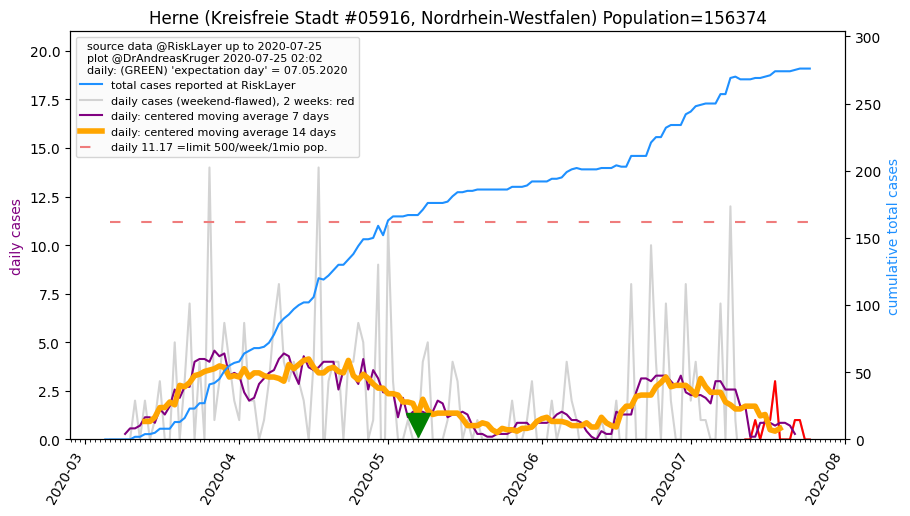 Herne (Kreisfreie Stadt #05916, Nordrhein-Westfalen) Population=156374
source data @RiskLayer up to 2020-07-25
plot @DrAndreasKruger 2020-07-25 02:02
daily: (GREEN) 'expectation day' = 07.05.2020
total cases reported at RiskLayer
daily cases (weekend-flawed), 2 weeks: red
daily: centered moving average 7 days
daily: centered moving average 14 days
daily 11.17 =limit 500/week/1mio pop.
daily cases
20.0
17.5
15.0
12.5
10.0
7.5
5.0
2.5
0.0
cumulative total cases
300
250
200
150
100
50
0
2020-03
2020-04
2020-05
2020-06
2020-07
2020-08